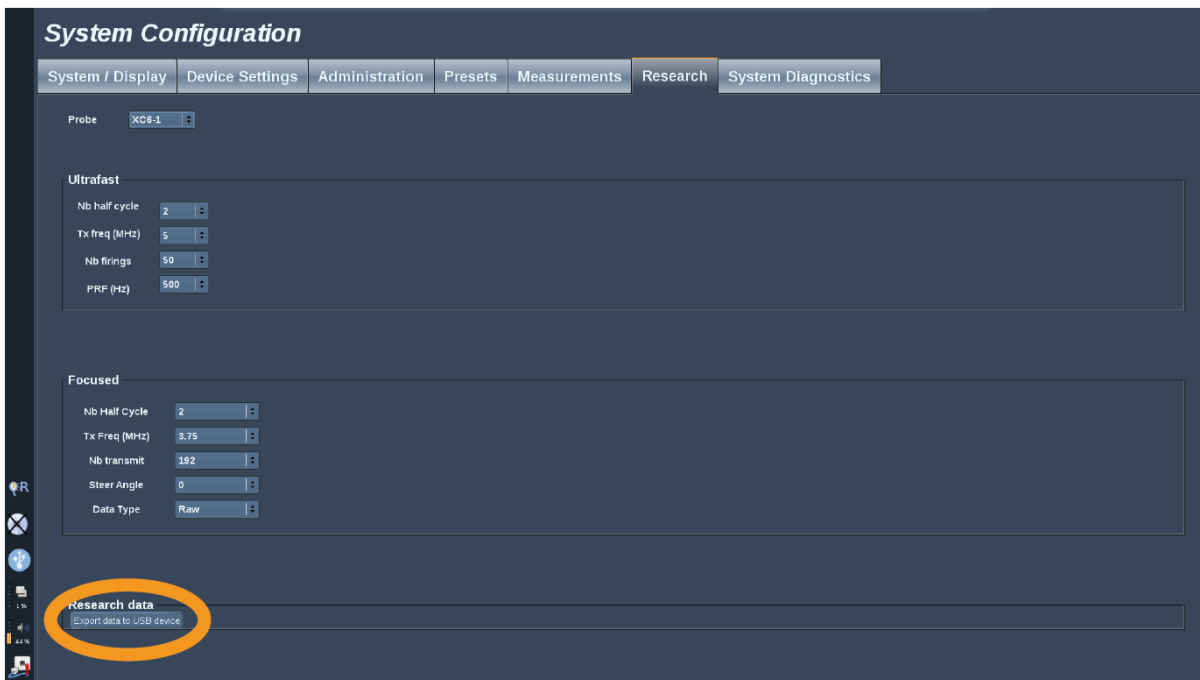 System Configuration
System / Display Device Settings Administration Presets Measurements Research System Diagnostics
Probe XC6-1
Ultrafast
Nb half cycle 2
Tx freq (MHz) 5
Nb firings 50
PRF (Hz) 500
Focused
Nb Half Cycle 2
Tx Freq (MHz) 3.75
Nb transmit 192
Steer Angle 0
Data Type Raw
R
1 %
Research data
Export data to USB device
44 %